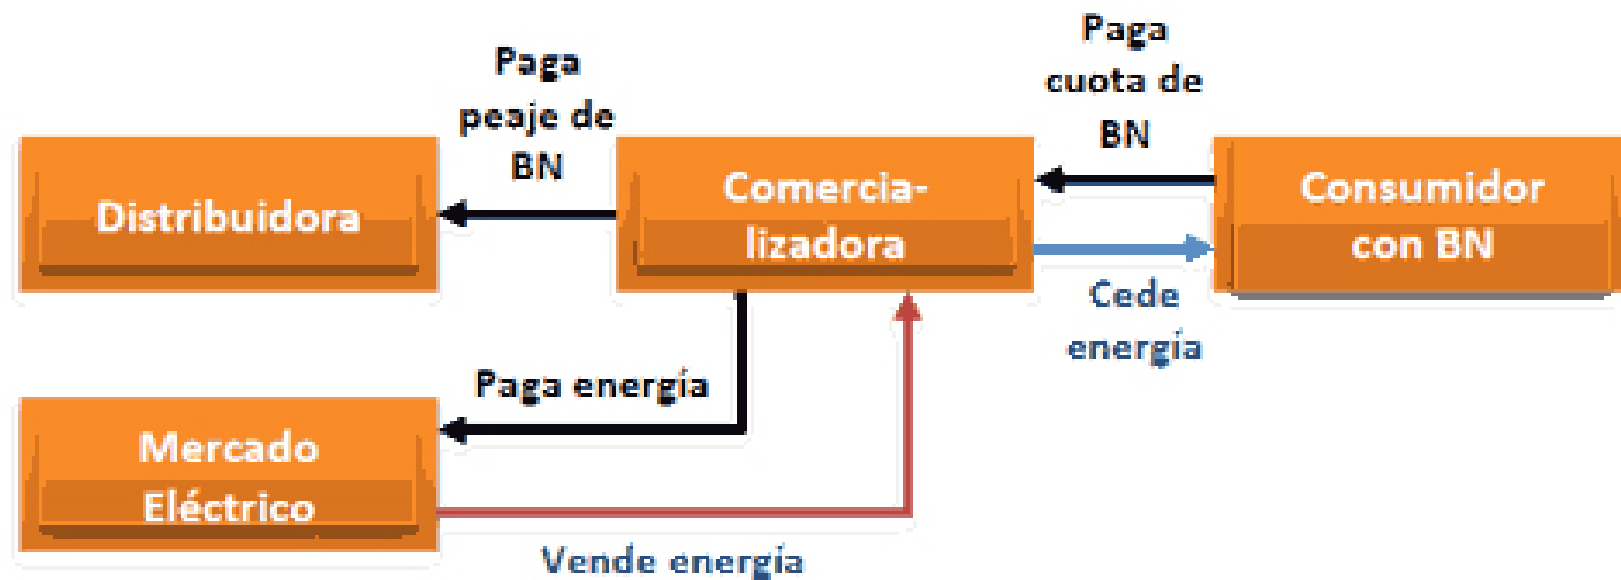 Paga
peaje de
BN
Paga
cuota de
BN
Distribuidora
Comercia-
lizadora
Consumidor
con BN
Cede
energía
Paga energía
Mercado
Eléctrico
Vende energía